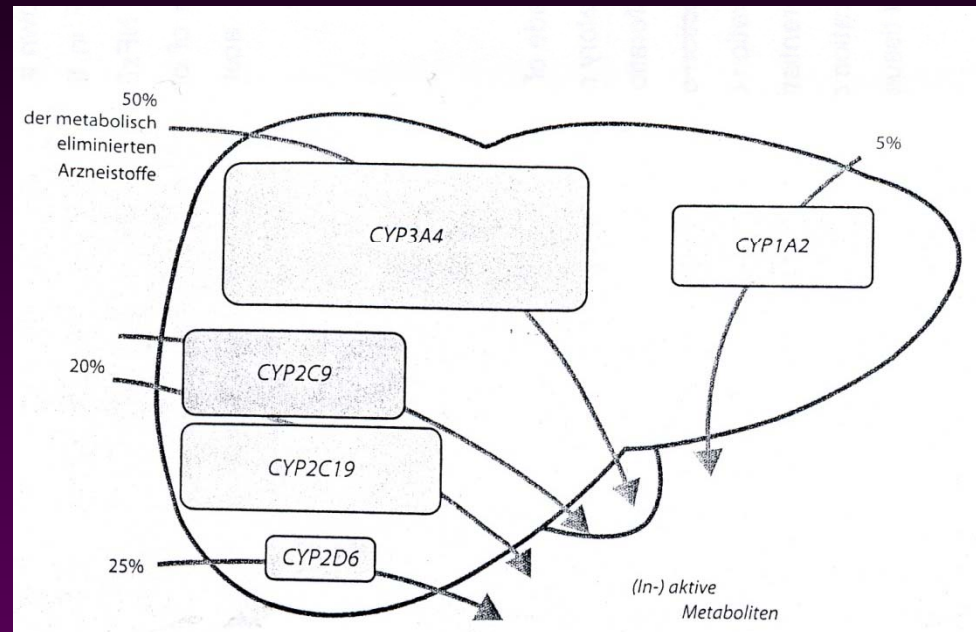 50%
der metabolisch
eliminierten
Arzneistoffe
5%
CYP3A4
CYP1A2
20%
CYP2C9
CYP2C19
25%
CYP2D6
(In-) aktive
Metaboliten